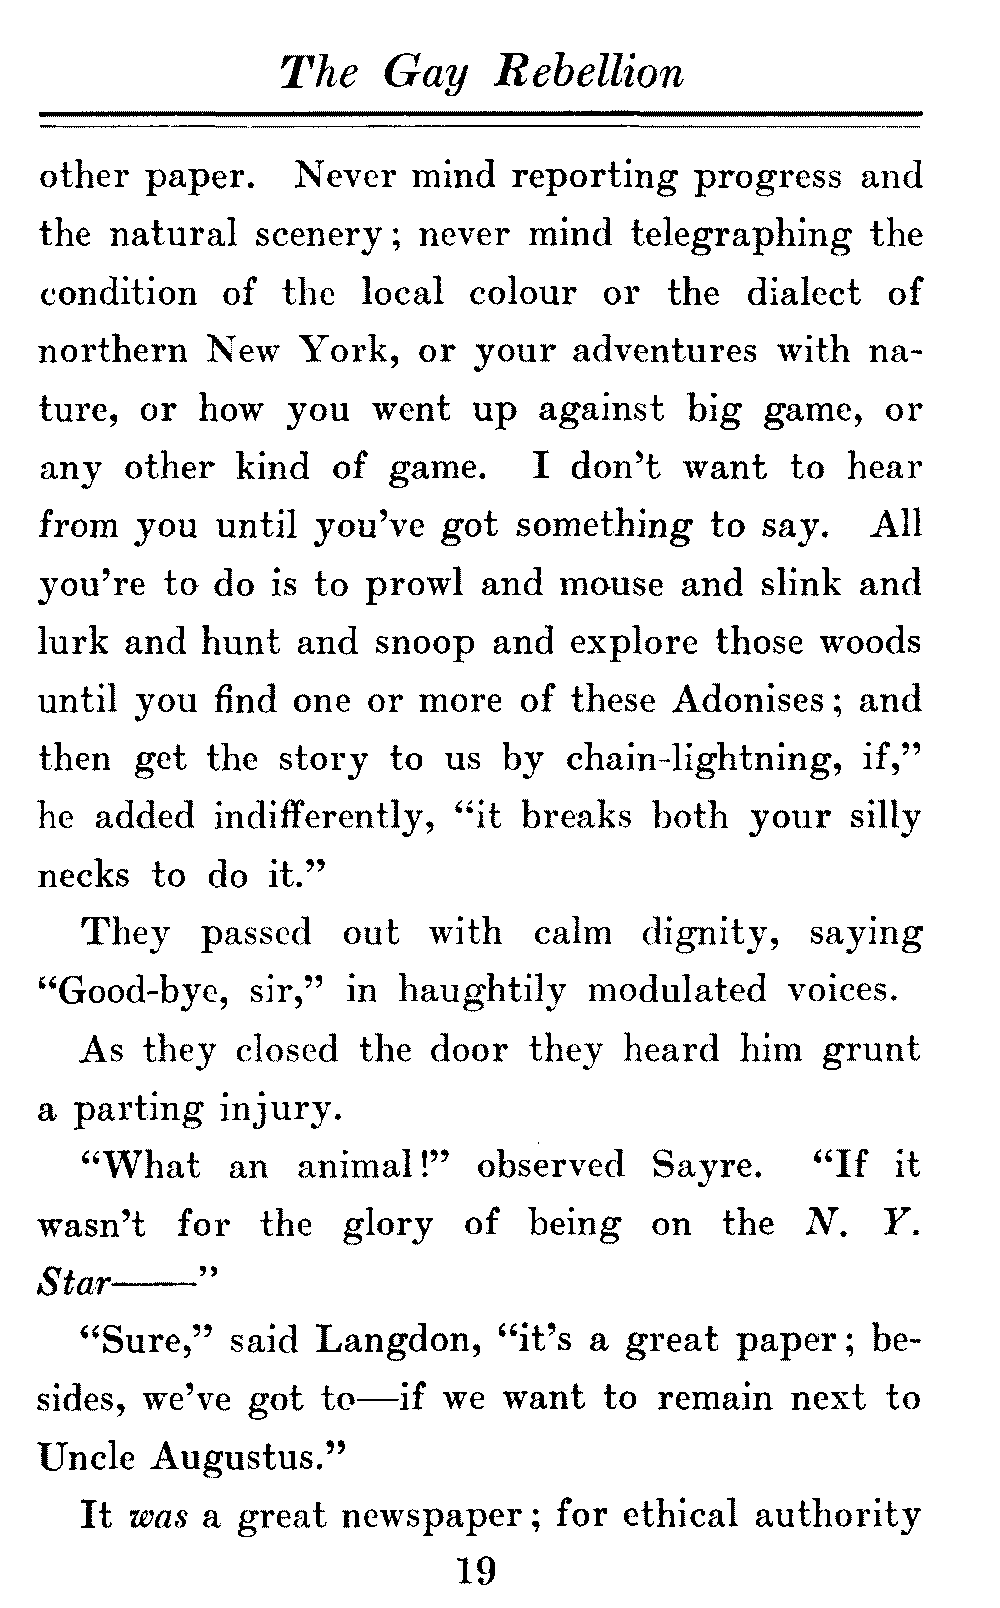 The Gay Rebellion
other paper. Never mind reporting progress and
the natural scenery; never mind telegraphing the
condition of the local colour or the dialect of
northern New York, or your adventures with na-
ture, or how you went up against big game, or
any other kind of game. I don't want to hear
from you until you've got something to say. All
you're to do is to prowl and mouse and slink and
lurk and hunt and snoop and explore those woods
until you find one or more of these Adonises; and
then get the story to us by chain-lightning, if,”
he added indifferently, “it breaks both your silly
necks to do it.”
They passed out with calm dignity, saying
“Good-bye, sir,” in haughtily modulated voices.
As they closed the door they heard him grunt
a parting injury.
“What an animal!” observed Sayre. “If it
wasn't for the glory of being on the N. Y.
Star——”
“Sure,” said Langdon, “it's a great paper; be-
sides, we've got to—if we want to remain next to
Uncle Augustus.”
It was a great newspaper; for ethical authority
19